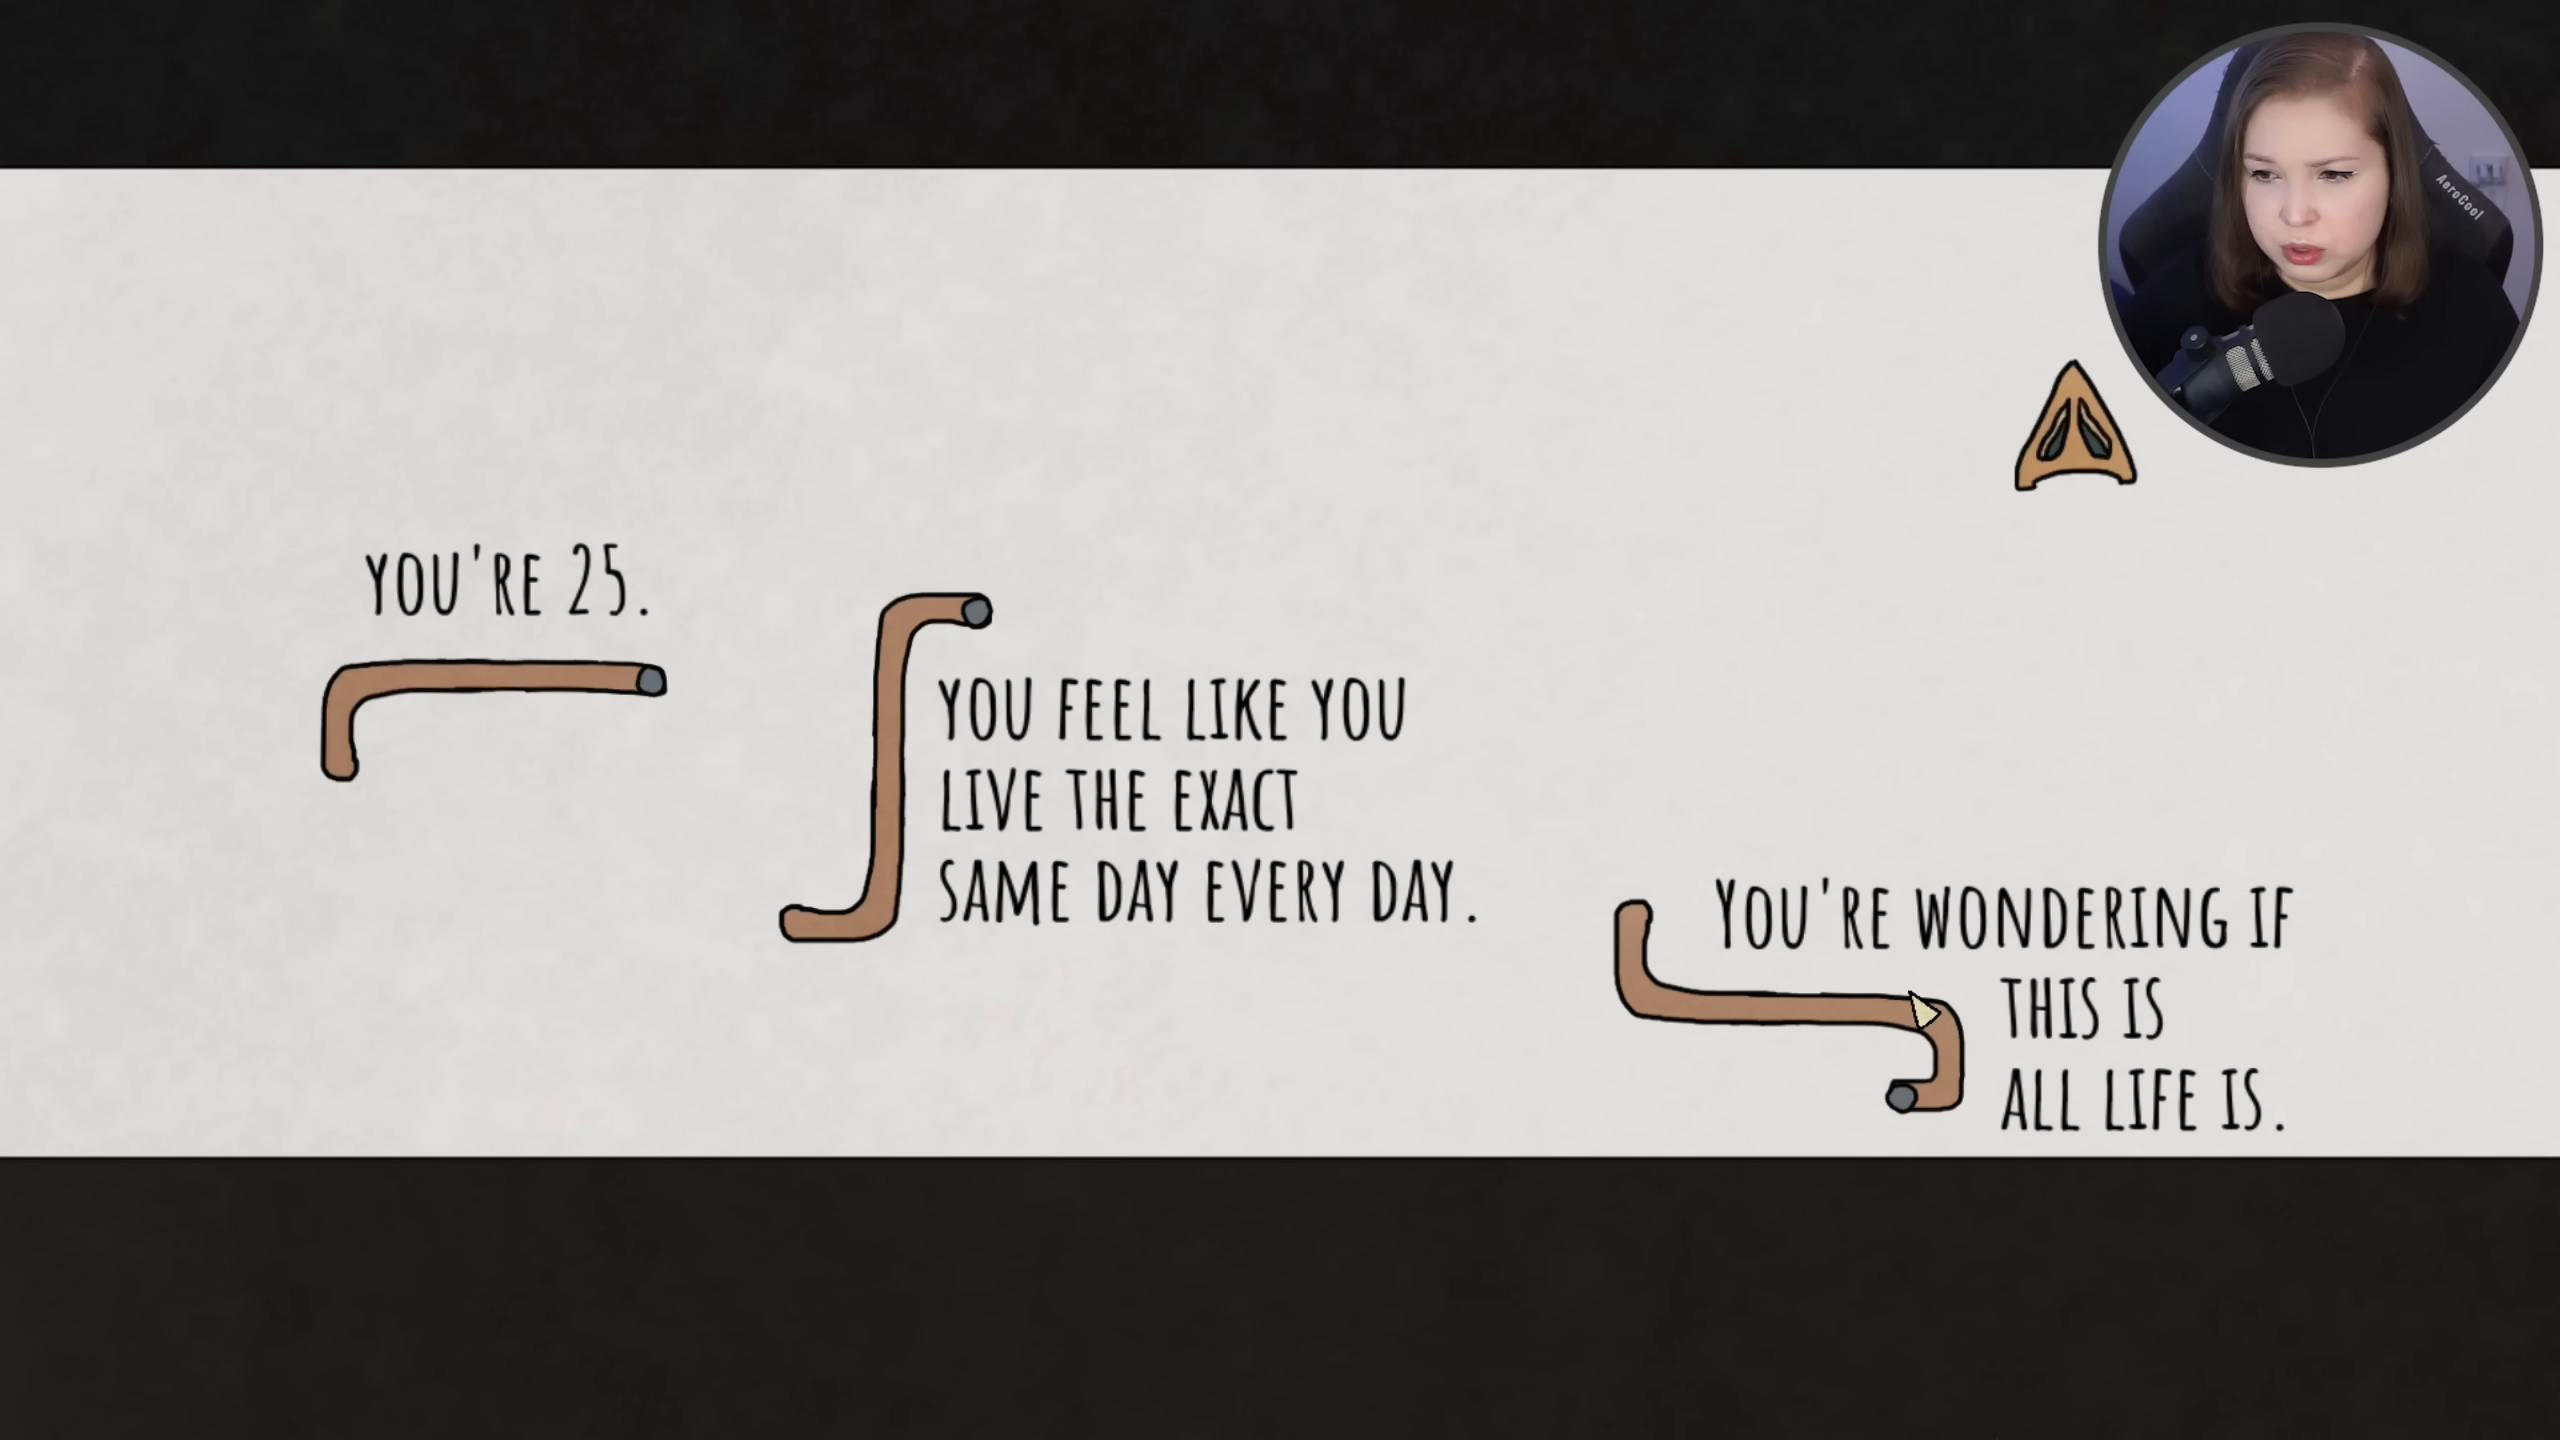 YOU'RE 25.
YOU FEEL LIKE YOU
LIVE THE EXACT
SAME DAY EVERY DAY.
YOU'RE WONDERING IF
THIS IS
ALL LIFE IS.
AeroCool